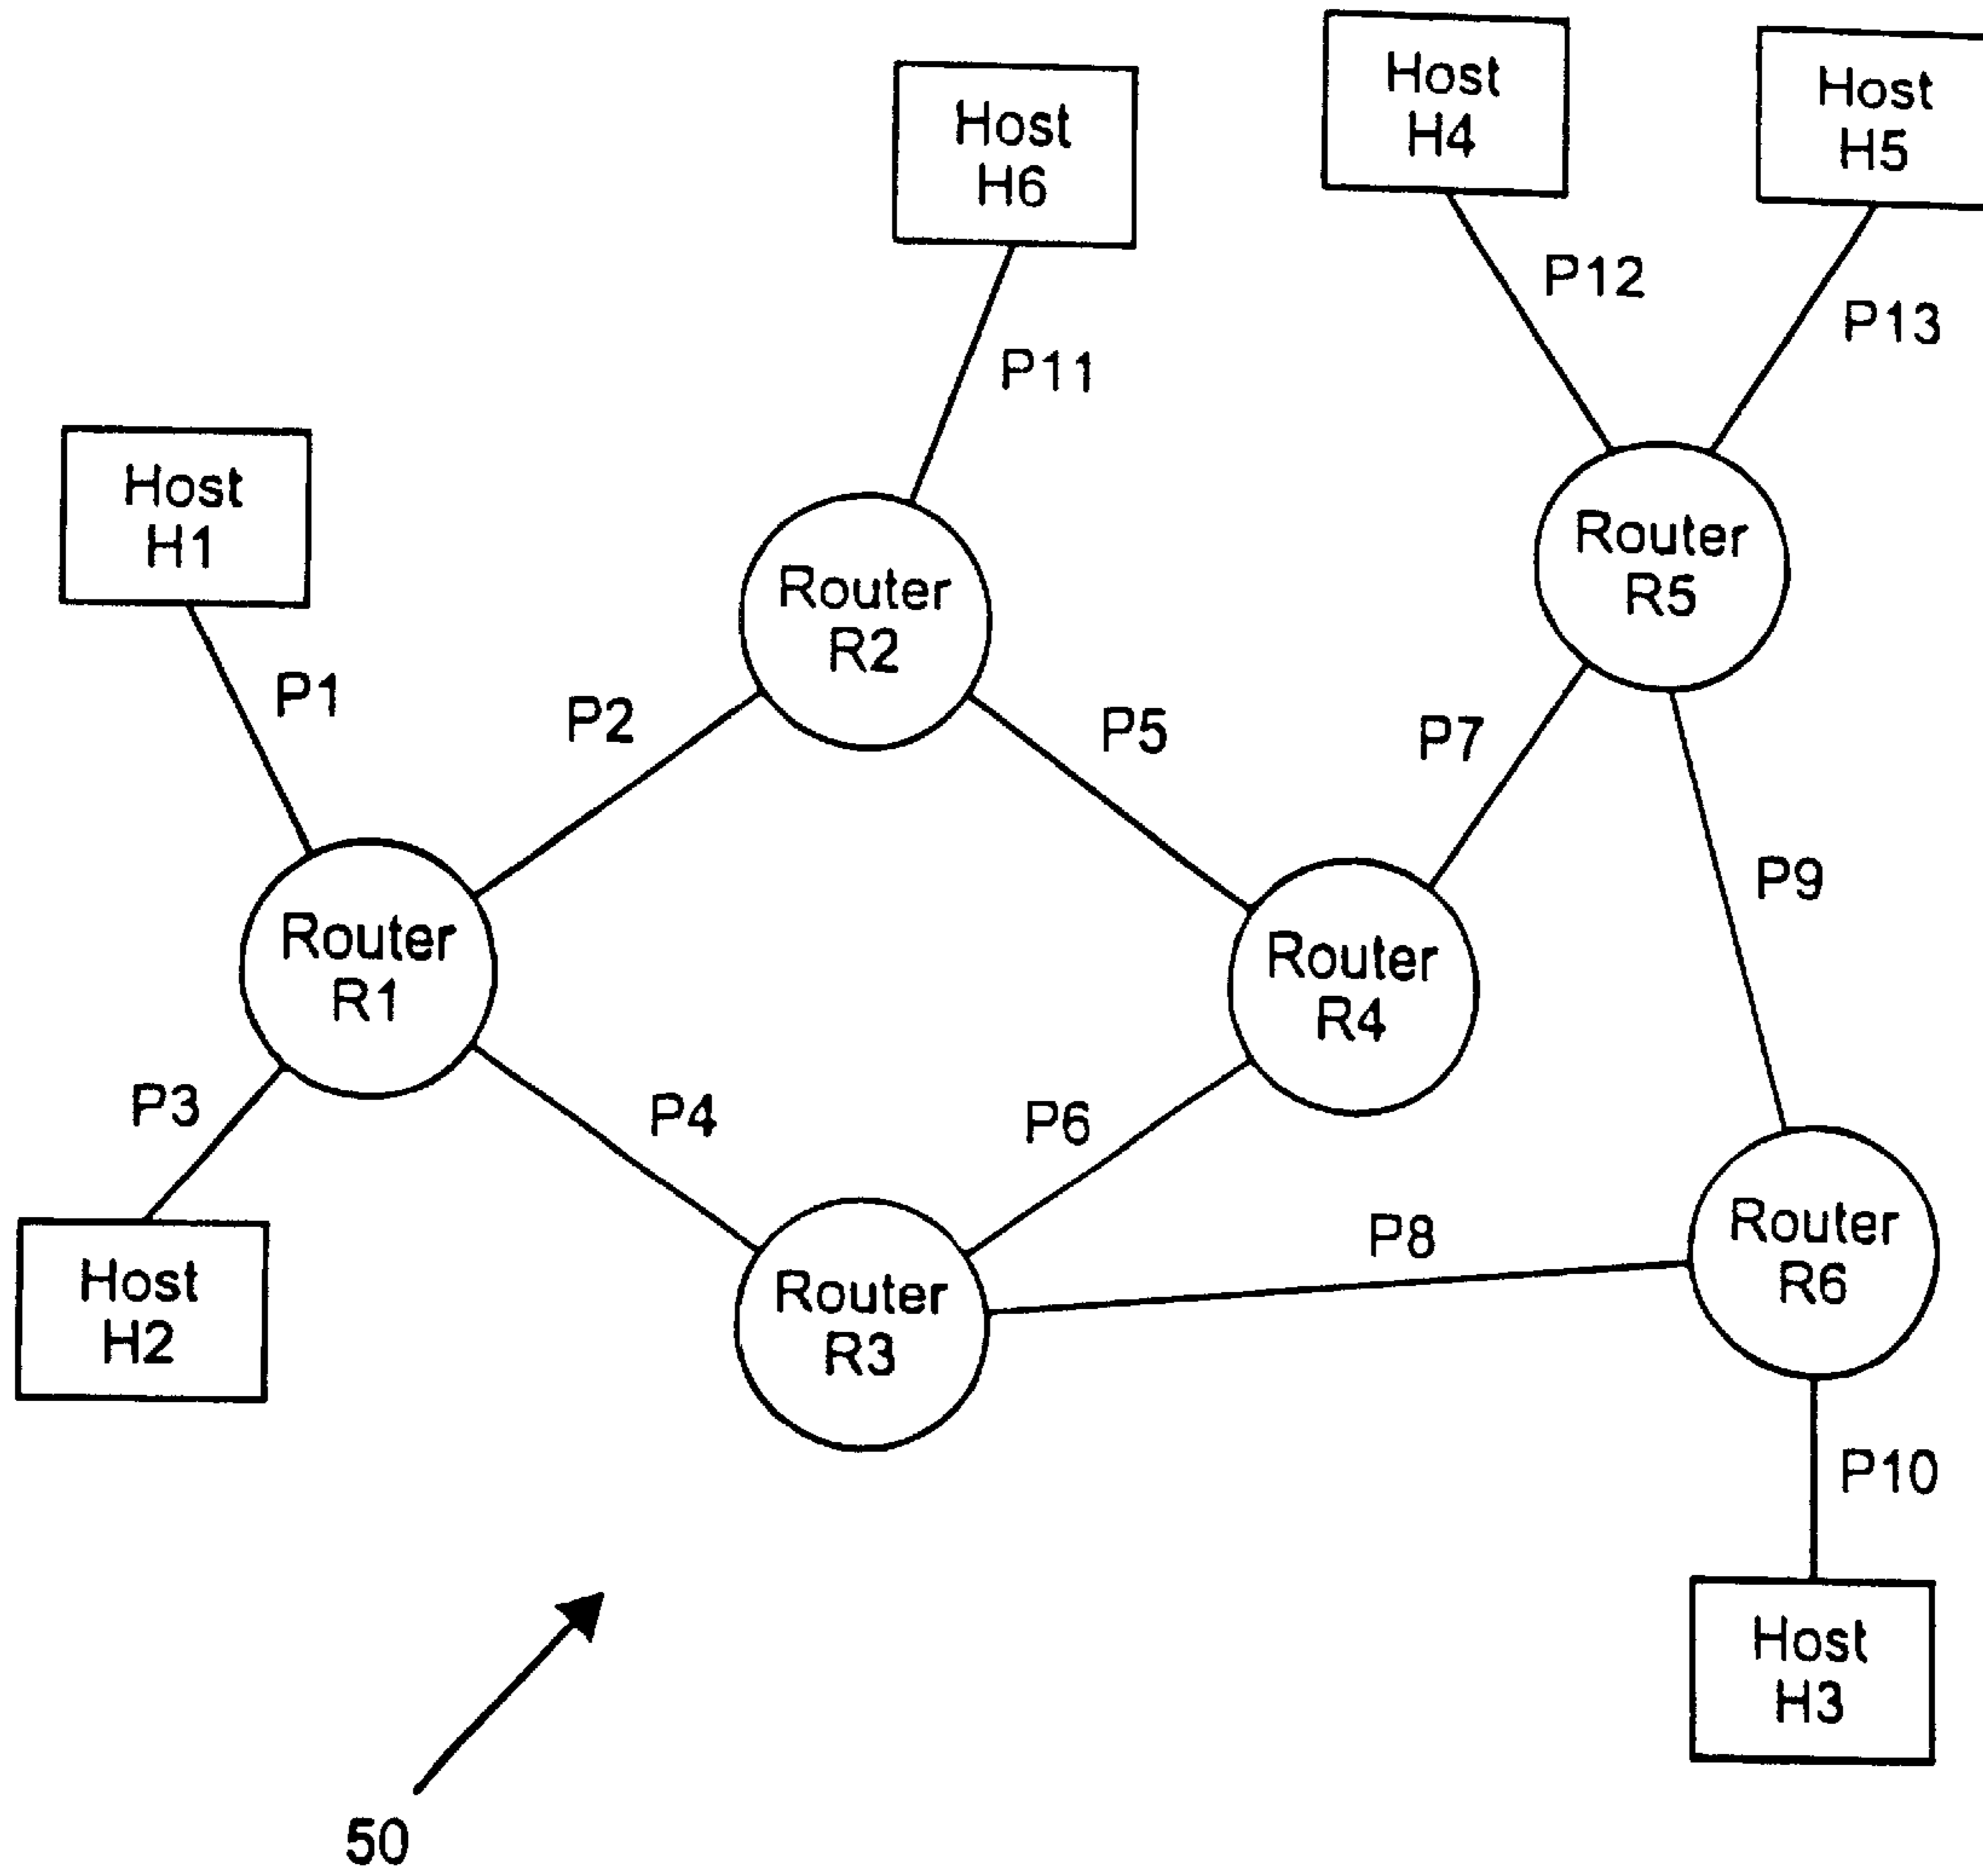 Host
H4
Host
H5
Host
H6
P12
P13
P11
Host
H1
Router
R5
Router
R2
P1
P2
P5
P7
P9
Router
R1
Router
R4
P3
P4
P6
Router
R6
P8
Host
H2
Router
R3
P10
Host
H3
50